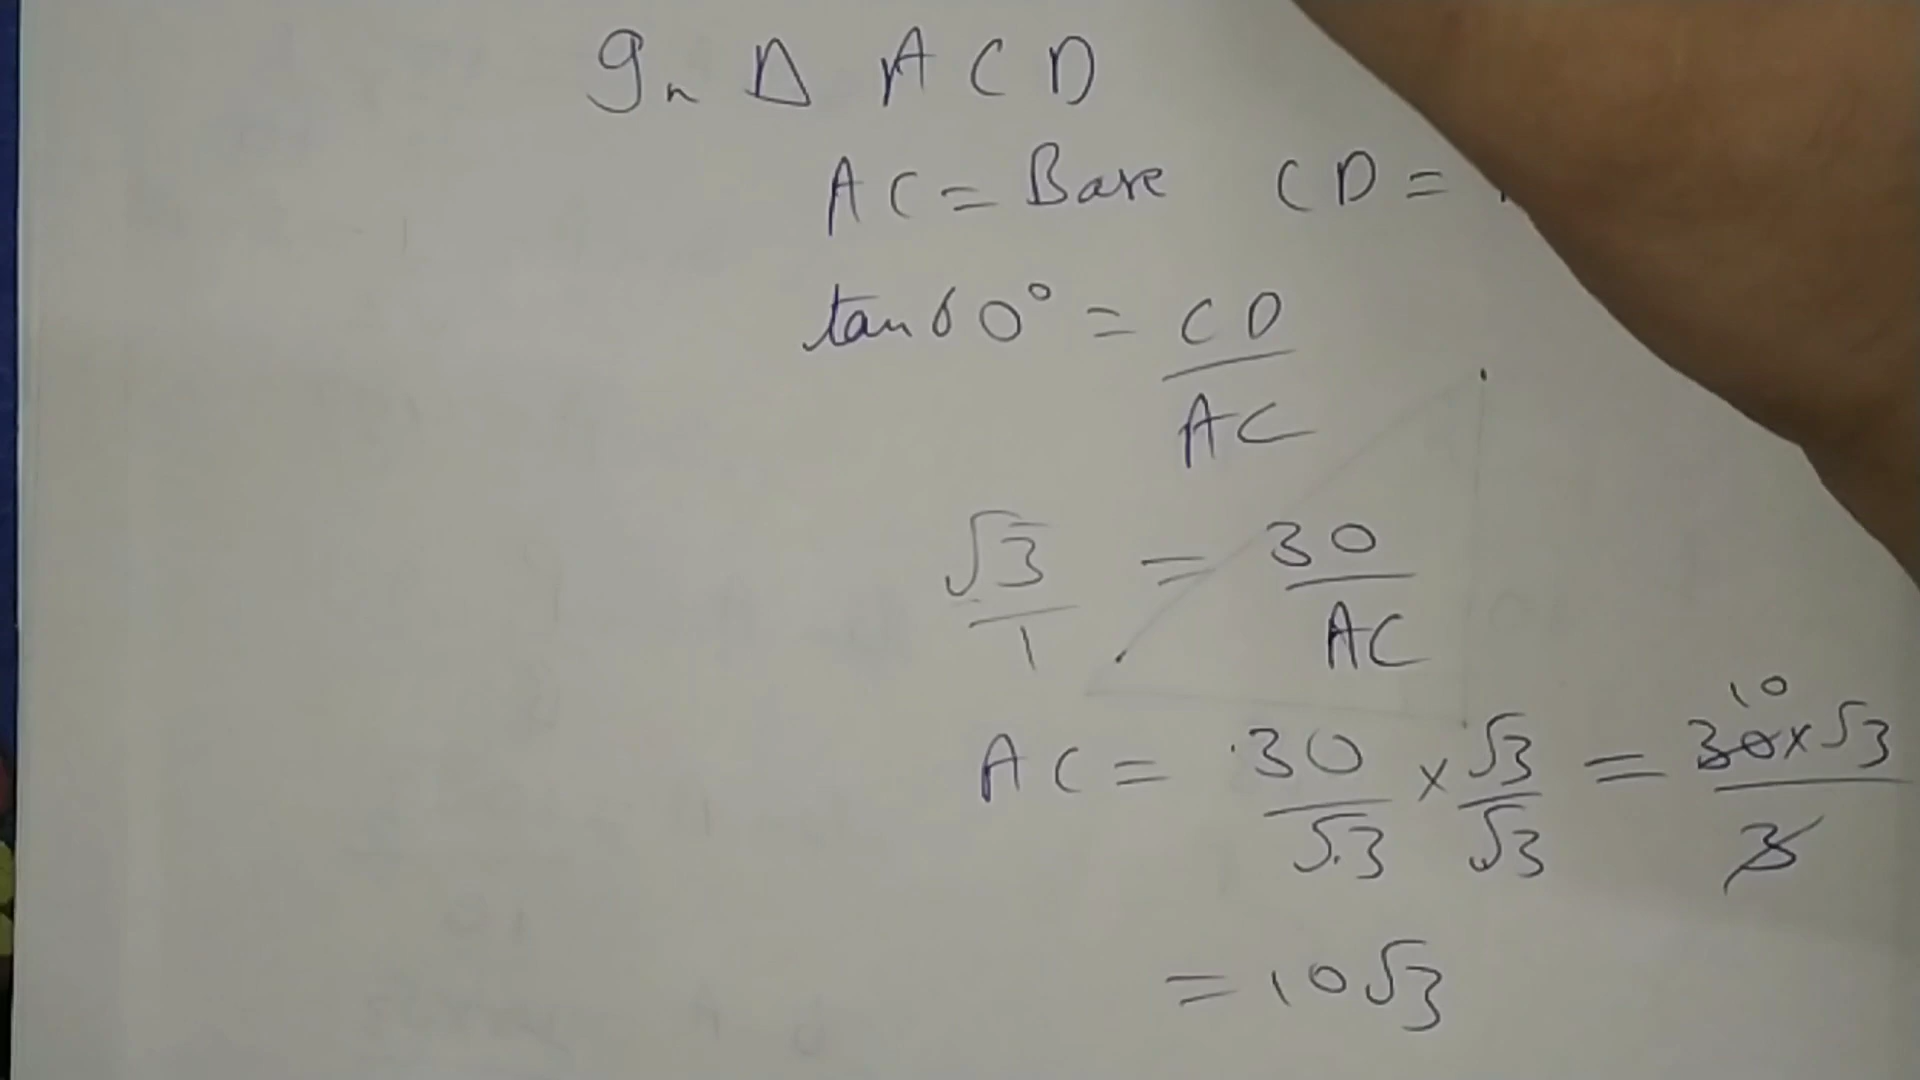 In Δ ACD
AC = Base CD =
tan 60° = CD / AC
√3 / 1 = 30 / AC
AC = 30 / √3 × √3 / √3 = 30 × √3 / 3
10
= 10√3